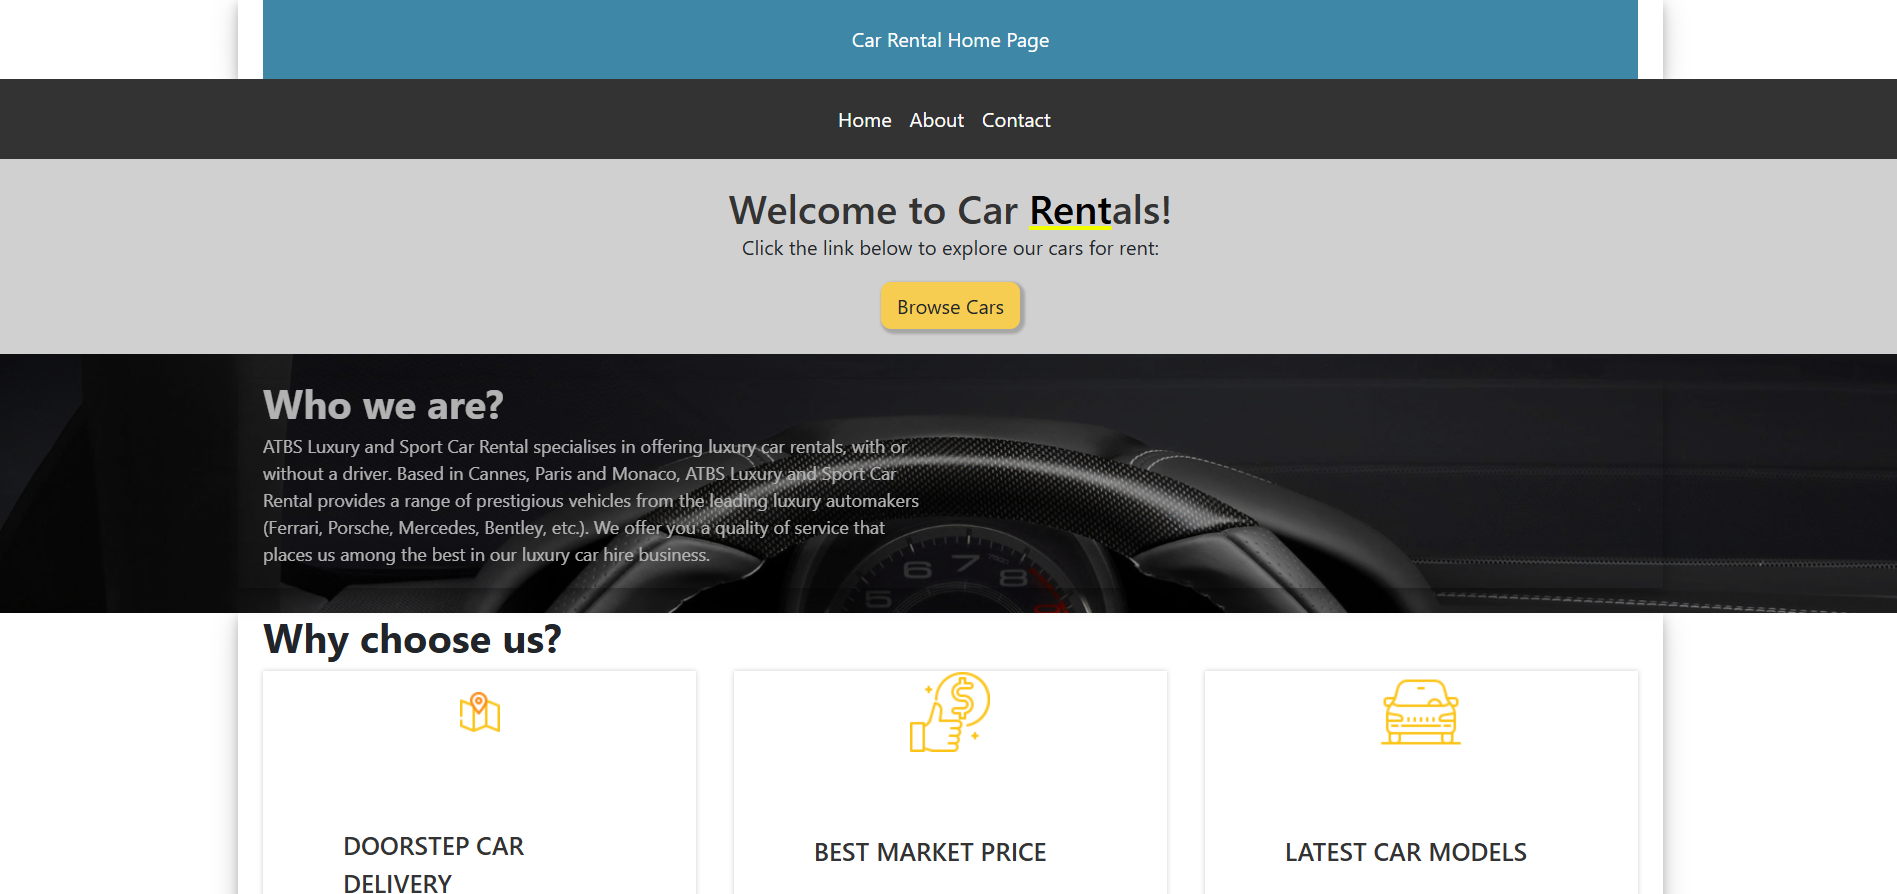 Car Rental Home Page
Home About Contact
Welcome to Car Rentals!
Click the link below to explore our cars for rent:
Browse Cars
Who we are?
ATBS Luxury and Sport Car Rental specialises in offering luxury car rentals, with or
without a driver. Based in Cannes, Paris and Monaco, ATBS Luxury and Sport Car
Rental provides a range of prestigious vehicles from the leading luxury automakers
(Ferrari, Porsche, Mercedes, Bentley, etc.). We offer you a quality of service that
places us among the best in our luxury car hire business.
5 6 7 8 9
Why choose us?
$
DOORSTEP CAR
DELIVERY
BEST MARKET PRICE
LATEST CAR MODELS